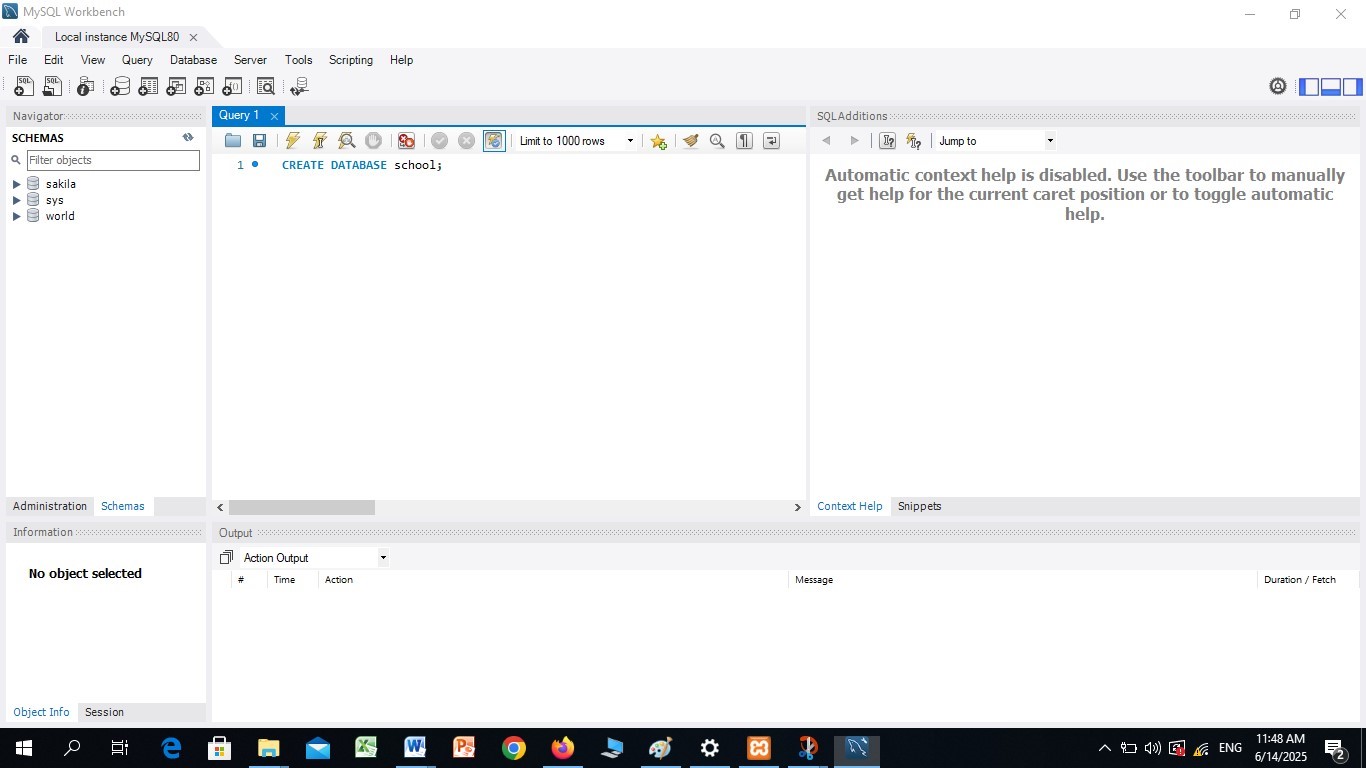 MySQL Workbench
Local instance MySQL80
File Edit View Query Database Server Tools Scripting Help
Navigator
SCHEMAS
Filter objects
sakila
sys
world
Administration Schemas
Information
No object selected
Object Info Session
Query 1
Limit to 1000 rows
1 CREATE DATABASE school;
SQLAdditions
Jump to
Automatic context help is disabled. Use the toolbar to manually
get help for the current caret position or to toggle automatic
help.
Context Help Snippets
Output
Action Output
# Time Action Message Duration / Fetch
ENG
11:48 AM
6/14/2025
2